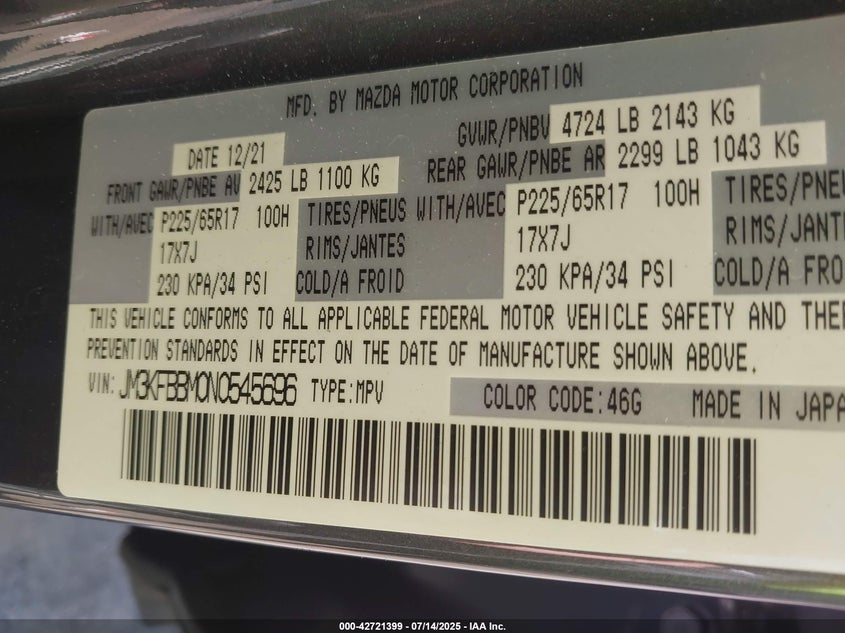 MFD. BY MAZDA MOTOR CORPORATION
DATE 12/21 GVWR/PNBV 4724 LB 2143 KG
FRONT GAWR/PNBE AV 2425 LB 1100 KG REAR GAWR/PNBE AR 2299 LB 1043 KG
WITH/AVEC P225/65R17 100H TIRES/PNEUS WITH/AVEC P225/65R17 100H TIRES/PNEU
17X7J RIMS/JANTES 17X7J RIMS/JANTE
230 KPA/34 PSI COLD/A FROID 230 KPA/34 PSI COLD/A FRO
THIS VEHICLE CONFORMS TO ALL APPLICABLE FEDERAL MOTOR VEHICLE SAFETY AND THEF
PREVENTION STANDARDS IN EFFECT ON THE DATE OF MANUFACTURE SHOWN ABOVE.
VIN: JM3KFBBM0N0545696 TYPE:MPV COLOR CODE:46G MADE IN JAPA
000-42721399 - 07/14/2025 - IAA Inc.